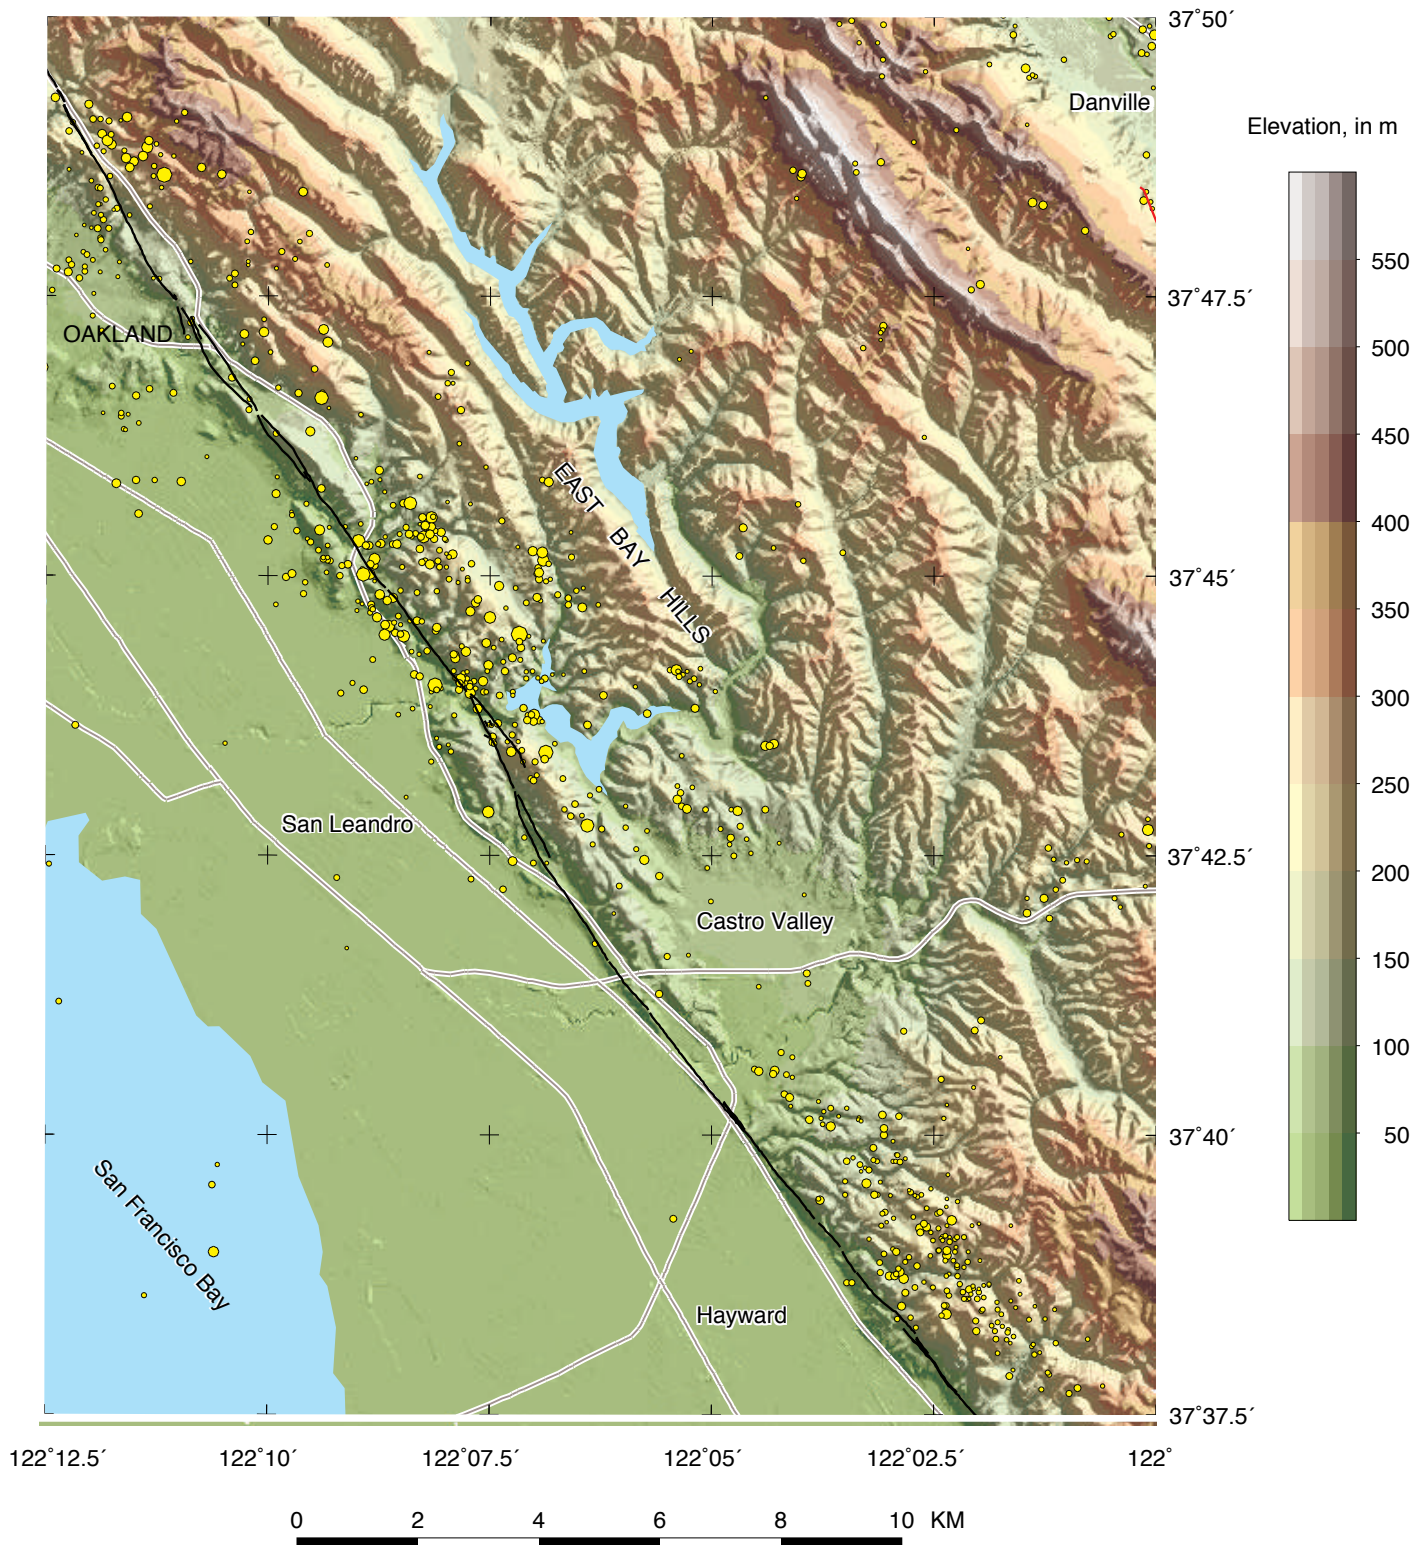 37°50´
Danville
Elevation, in m
550
37°47.5´
OAKLAND
500
450
EAST BAY HILLS
400
37°45´
350
300
250
San Leandro
37°42.5´
200
Castro Valley
150
100
37°40´
50
San Francisco Bay
Hayward
37°37.5´
122°12.5´ 122°10´ 122°07.5´ 122°05´ 122°02.5´ 122°
0 2 4 6 8 10 KM